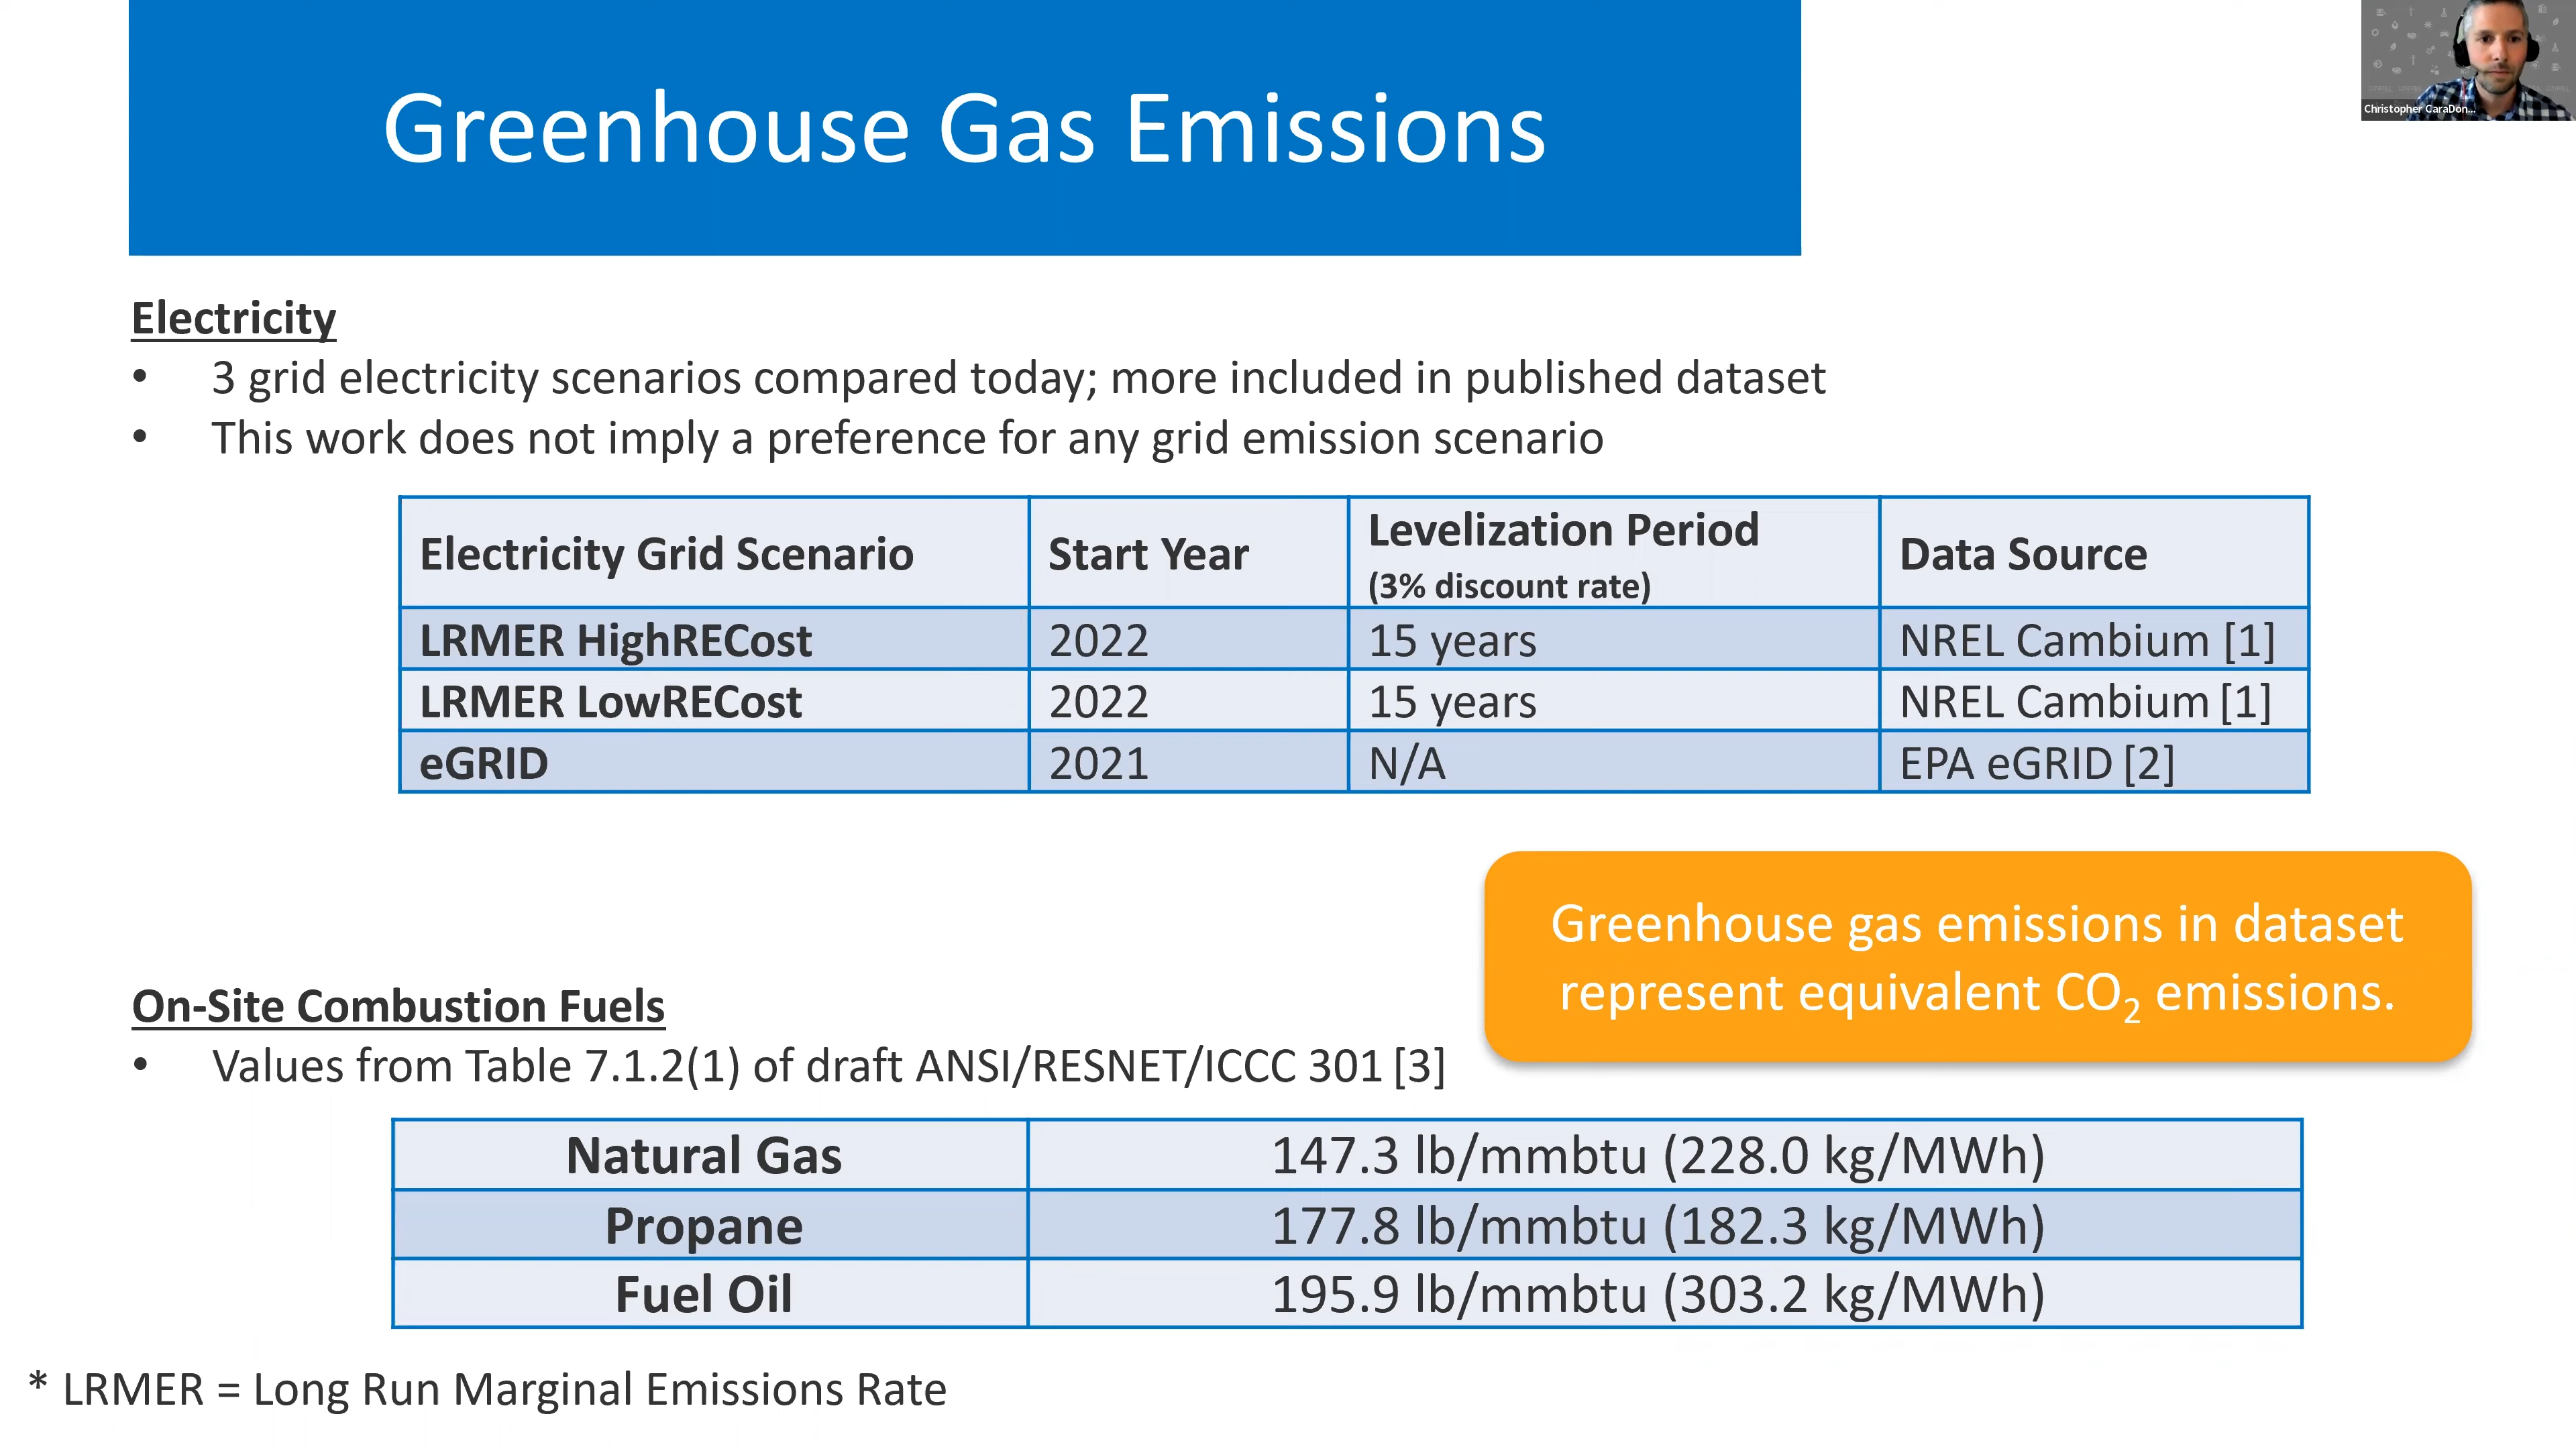 Greenhouse Gas Emissions
Christopher CaraDon...
Electricity
• 3 grid electricity scenarios compared today; more included in published dataset
• This work does not imply a preference for any grid emission scenario
Electricity Grid Scenario Start Year Levelization Period (3% discount rate) Data Source
LRMER HighRECost 2022 15 years NREL Cambium [1]
LRMER LowRECost 2022 15 years NREL Cambium [1]
eGRID 2021 N/A EPA eGRID [2]
Greenhouse gas emissions in dataset
represent equivalent CO₂ emissions.
On-Site Combustion Fuels
• Values from Table 7.1.2(1) of draft ANSI/RESNET/ICCC 301 [3]
Natural Gas 147.3 lb/mmbtu (228.0 kg/MWh)
Propane 177.8 lb/mmbtu (182.3 kg/MWh)
Fuel Oil 195.9 lb/mmbtu (303.2 kg/MWh)
* LRMER = Long Run Marginal Emissions Rate